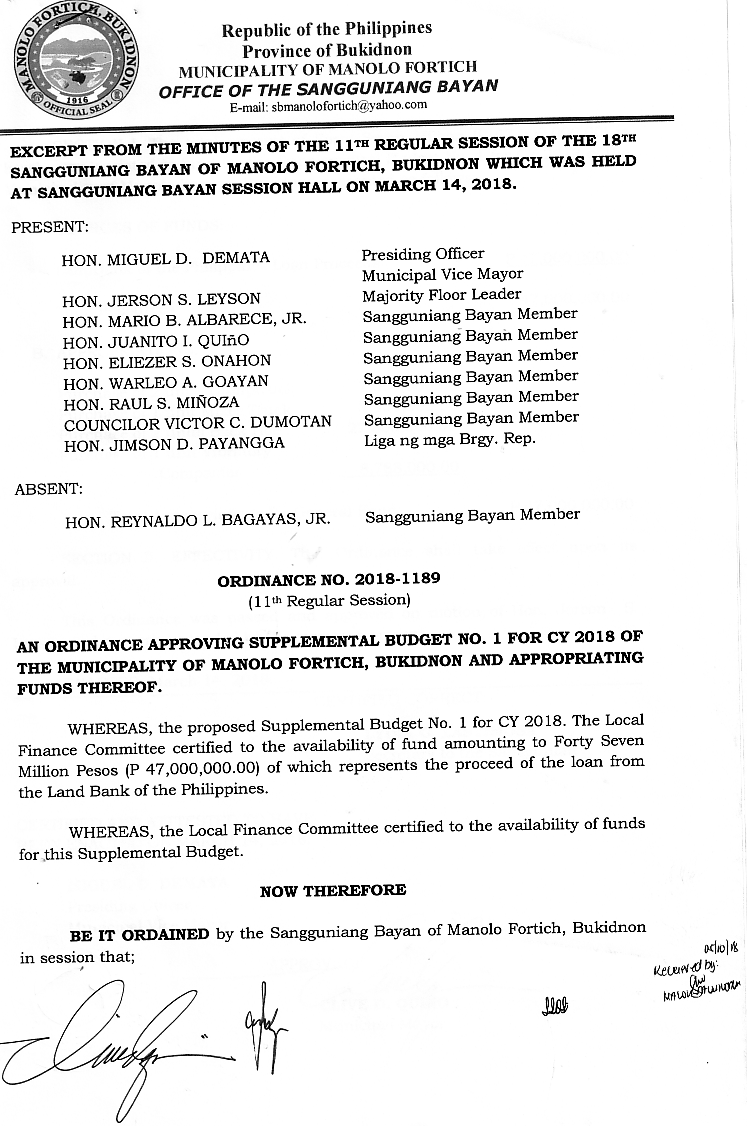 MANOLO FORTICH, BUKIDNON
1916
OFFICIAL SEAL
Republic of the Philippines
Province of Bukidnon
MUNICIPALITY OF MANOLO FORTICH
OFFICE OF THE SANGGUNIANG BAYAN
E-mail: sbmanolofortich@yahoo.com
EXCERPT FROM THE MINUTES OF THE 11TH REGULAR SESSION OF THE 18TH
SANGGUNIANG BAYAN OF MANOLO FORTICH, BUKIDNON WHICH WAS HELD
AT SANGGUNIANG BAYAN SESSION HALL ON MARCH 14, 2018.
PRESENT:
HON. MIGUEL D. DEMATA Presiding Officer
Municipal Vice Mayor
HON. JERSON S. LEYSON Majority Floor Leader
HON. MARIO B. ALBARECE, JR. Sangguniang Bayan Member
HON. JUANITO I. QUIñO Sangguniang Bayan Member
HON. ELIEZER S. ONAHON Sangguniang Bayan Member
HON. WARLEO A. GOAYAN Sangguniang Bayan Member
HON. RAUL S. MIÑOZA Sangguniang Bayan Member
COUNCILOR VICTOR C. DUMOTAN Sangguniang Bayan Member
HON. JIMSON D. PAYANGGA Liga ng mga Brgy. Rep.
ABSENT:
HON. REYNALDO L. BAGAYAS, JR. Sangguniang Bayan Member
ORDINANCE NO. 2018-1189
(11th Regular Session)
AN ORDINANCE APPROVING SUPPLEMENTAL BUDGET NO. 1 FOR CY 2018 OF
THE MUNICIPALITY OF MANOLO FORTICH, BUKIDNON AND APPROPRIATING
FUNDS THEREOF.
WHEREAS, the proposed Supplemental Budget No. 1 for CY 2018. The Local
Finance Committee certified to the availability of fund amounting to Forty Seven
Million Pesos (P 47,000,000.00) of which represents the proceed of the loan from
the Land Bank of the Philippines.
WHEREAS, the Local Finance Committee certified to the availability of funds
for this Supplemental Budget.
NOW THEREFORE
BE IT ORDAINED by the Sangguniang Bayan of Manolo Fortich, Bukidnon
in session that;
Received by: